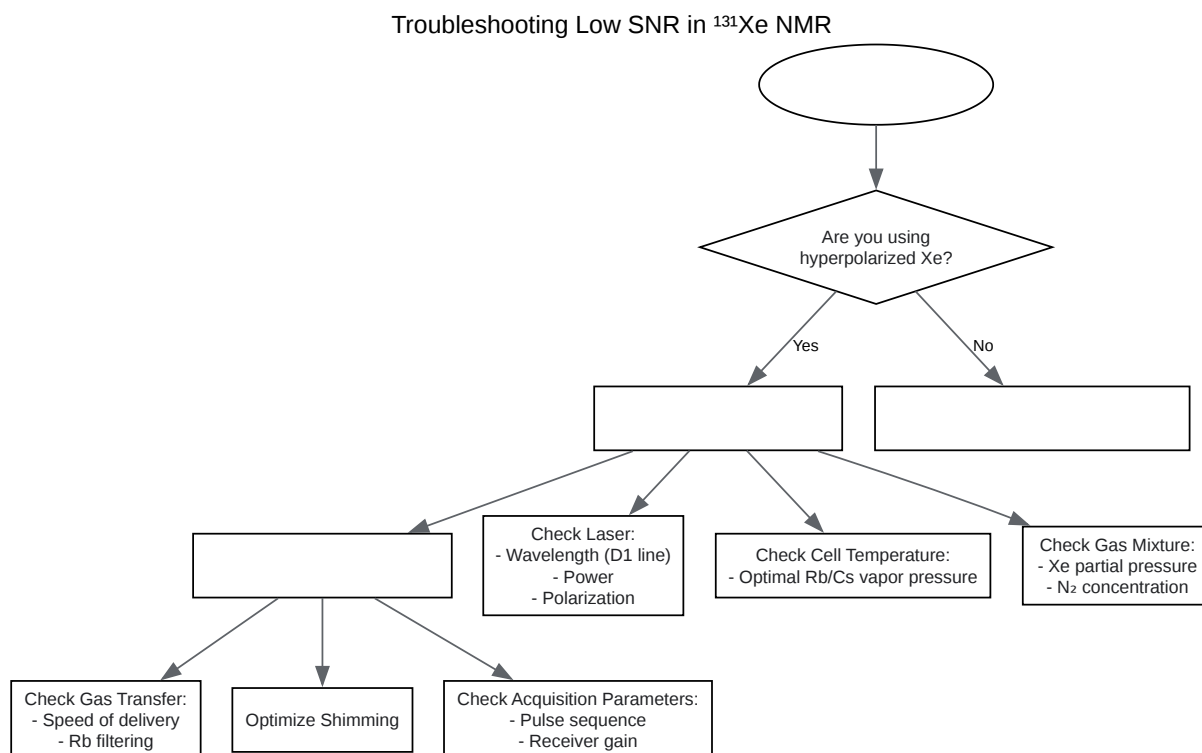 Troubleshooting Low SNR in ¹³¹Xe NMR
Are you using
hyperpolarized Xe?
Yes
No
Check Laser:
- Wavelength (D1 line)
- Power
- Polarization
Check Cell Temperature:
- Optimal Rb/Cs vapor pressure
Check Gas Mixture:
- Xe partial pressure
- N₂ concentration
Check Gas Transfer:
- Speed of delivery
- Rb filtering
Optimize Shimming
Check Acquisition Parameters:
- Pulse sequence
- Receiver gain